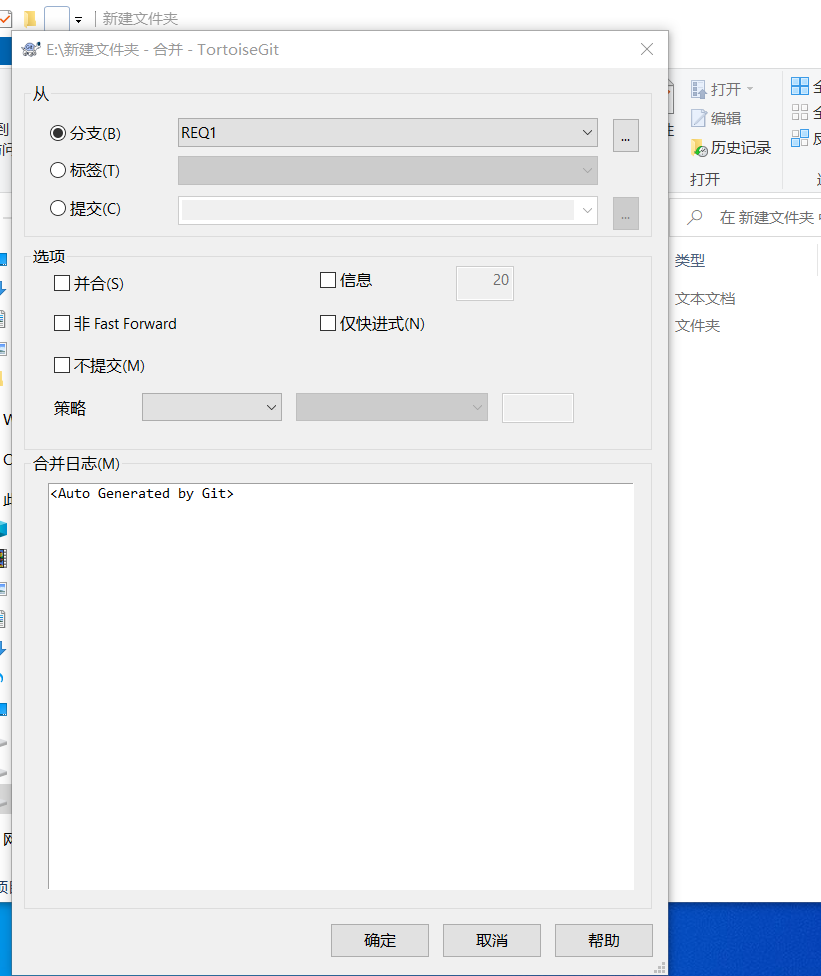 新建文件夹
E:\新建文件夹 - 合并 - TortoiseGit
从
分支(B)
REQ1
...
标签(T)
提交(C)
...
选项
并合(S)
信息
20
非 Fast Forward
仅快进式(N)
不提交(M)
策略
合并日志(M)
<Auto Generated by Git>
确定
取消
帮助
打开
编辑
历史记录
打开
在 新建文件夹
类型
文本文档
文件夹